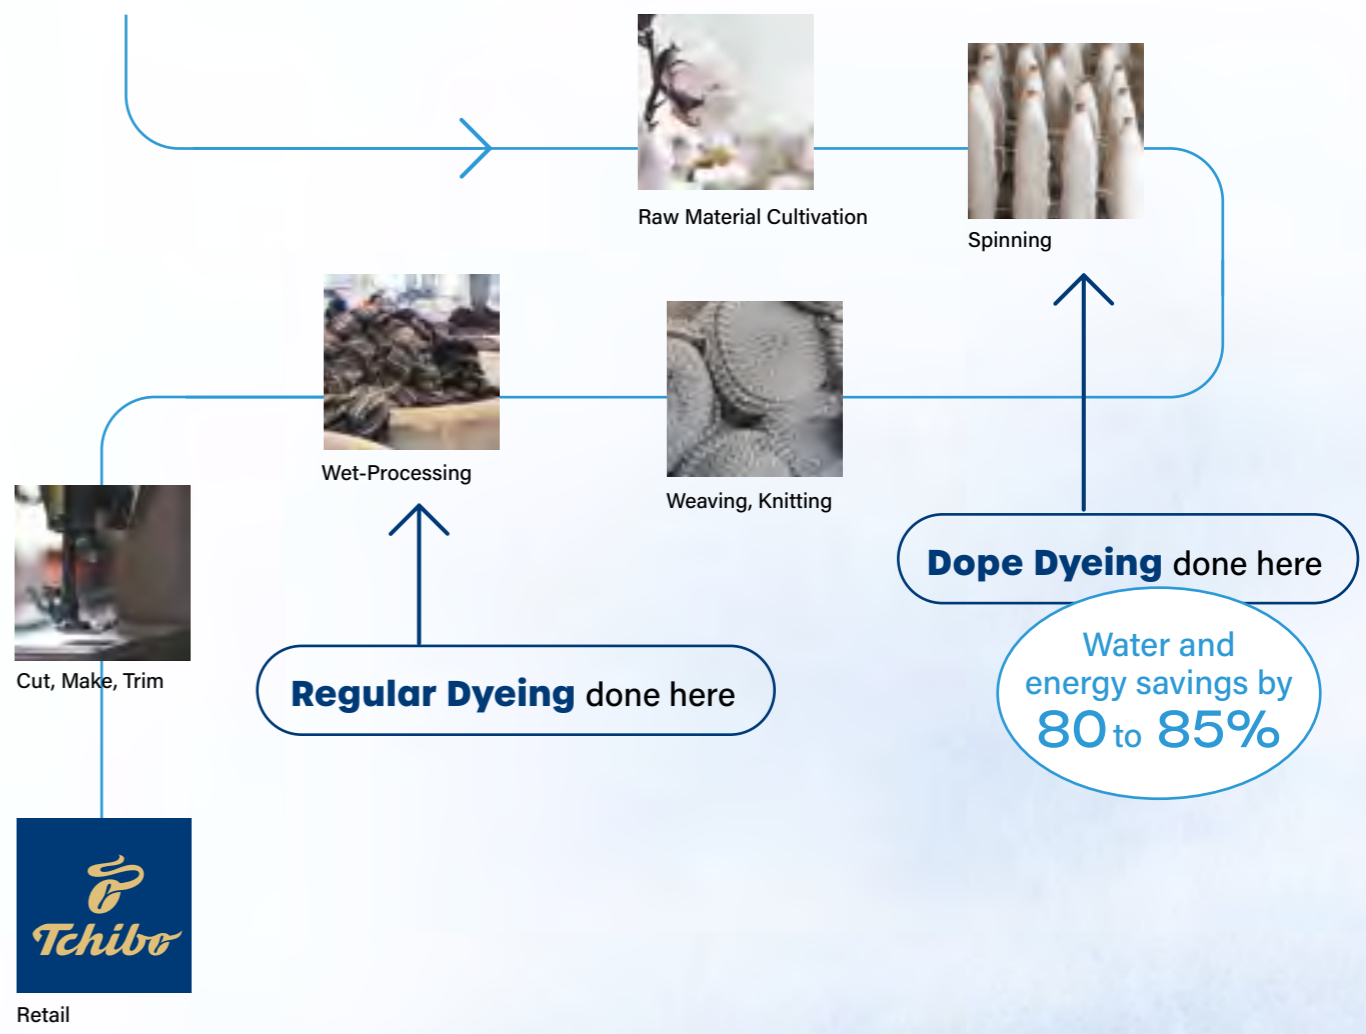 Raw Material Cultivation
Spinning
Wet-Processing
Weaving, Knitting
Dope Dyeing done here
Water and
energy savings by
80 to 85%
Cut, Make, Trim
Regular Dyeing done here
Tchibo
Retail